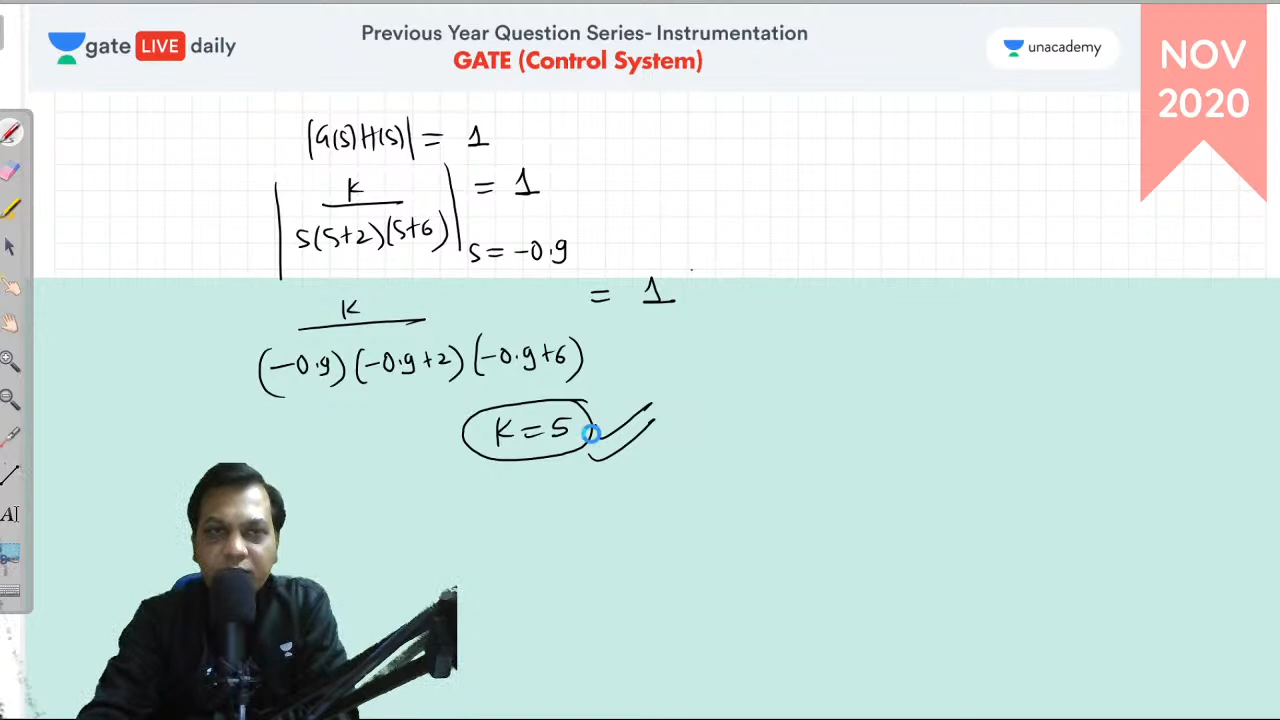 gate LIVE daily
Previous Year Question Series- Instrumentation
GATE (Control System)
unacademy
NOV
2020
|G(s)H(s)| = 1
| K / s(s+2)(s+6) | s = -0.9 = 1
K / (-0.9)(-0.9+2)(-0.9+6) = 1
K = 5
AI